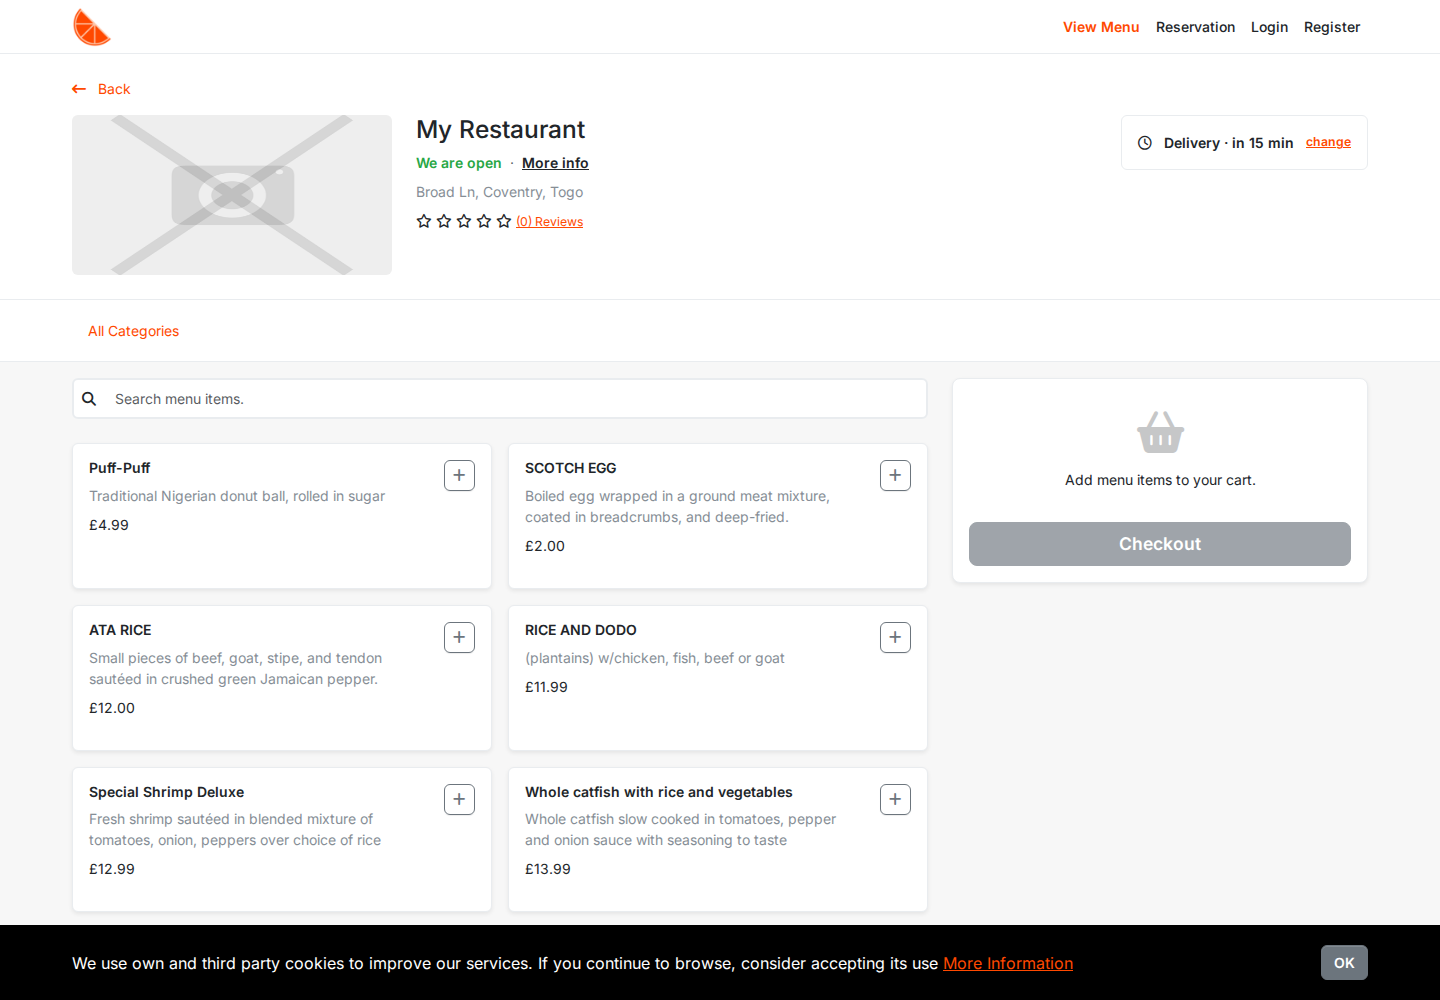 View Menu Reservation Login Register
Back
My Restaurant
We are open · More info
Broad Ln, Coventry, Togo
(0) Reviews
Delivery · in 15 min change
All Categories
Search menu items.
Puff-Puff
Traditional Nigerian donut ball, rolled in sugar
£4.99
SCOTCH EGG
Boiled egg wrapped in a ground meat mixture,
coated in breadcrumbs, and deep-fried.
£2.00
ATA RICE
Small pieces of beef, goat, stipe, and tendon
sautéed in crushed green Jamaican pepper.
£12.00
RICE AND DODO
(plantains) w/chicken, fish, beef or goat
£11.99
Special Shrimp Deluxe
Fresh shrimp sautéed in blended mixture of
tomatoes, onion, peppers over choice of rice
£12.99
Whole catfish with rice and vegetables
Whole catfish slow cooked in tomatoes, pepper
and onion sauce with seasoning to taste
£13.99
Add menu items to your cart.
Checkout
We use own and third party cookies to improve our services. If you continue to browse, consider accepting its use More Information
OK